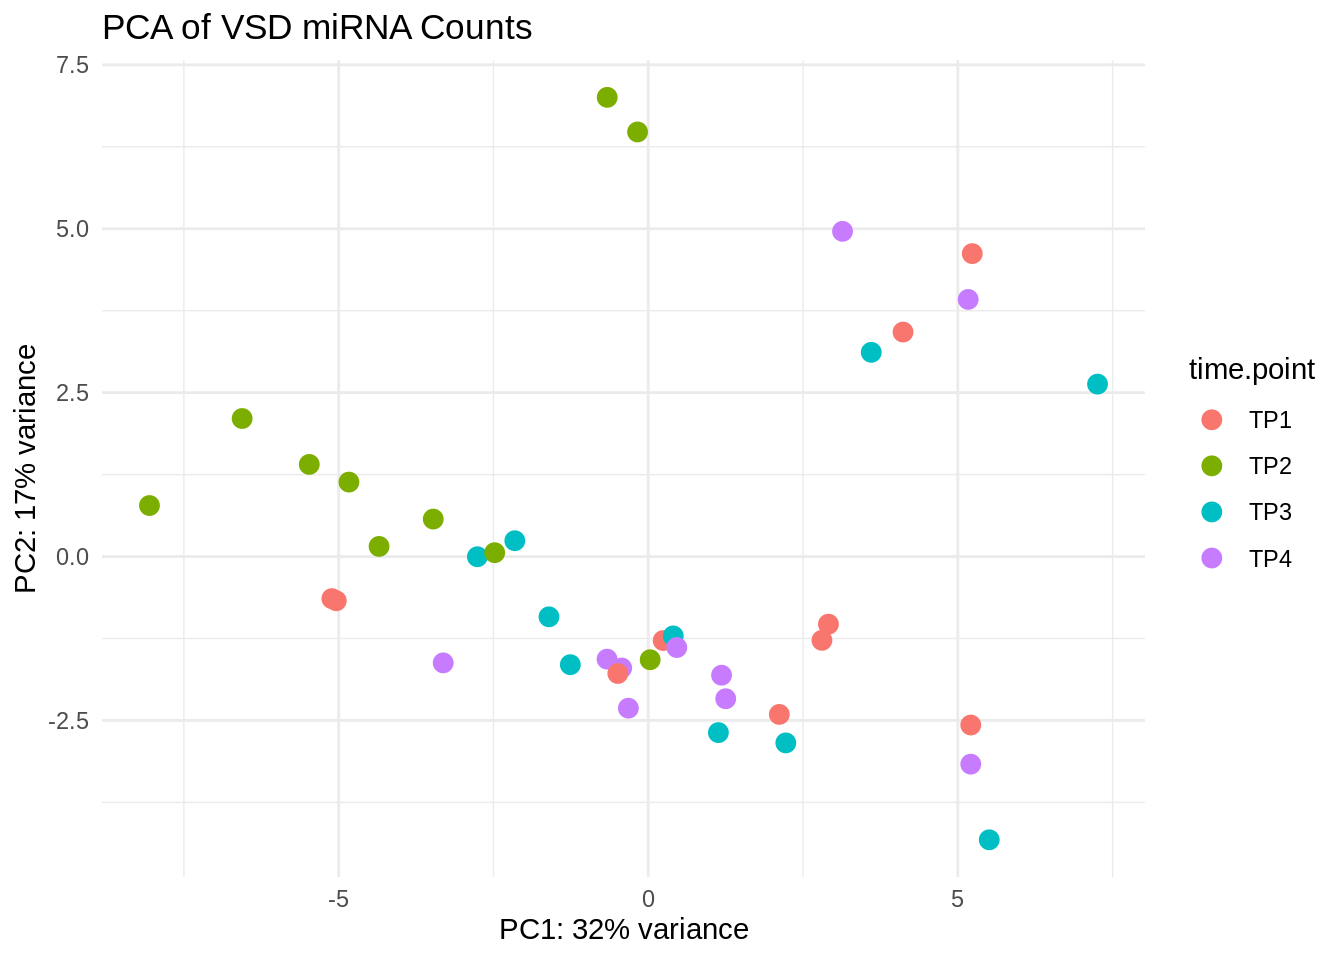 PCA of VSD miRNA Counts
7.5
5.0
2.5
0.0
-2.5
PC2: 17% variance
-5
0
5
PC1: 32% variance
time.point
TP1
TP2
TP3
TP4